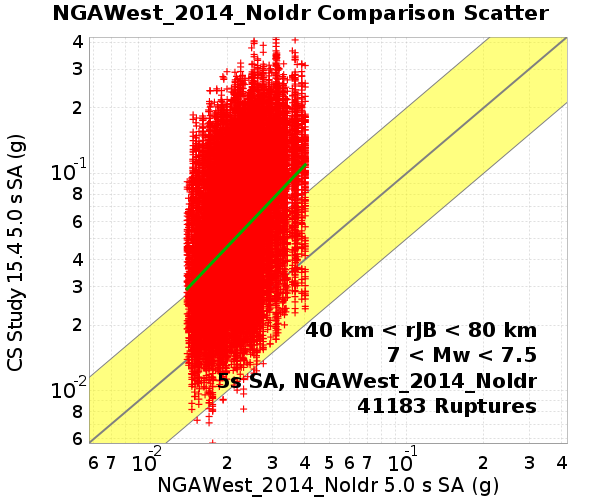 NGAWest_2014_NoIdr Comparison Scatter
CS Study 15.4 5.0 s SA (g)
4
3
2
10^-1
8
6
4
3
2
10^-2
8
6
40 km < rJB < 80 km
7 < Mw < 7.5
5s SA, NGAWest_2014_NoIdr
41183 Ruptures
6 7 10^-2 2 3 4 5 6 7 10^-1 2 3 4
NGAWest_2014_NoIdr 5.0 s SA (g)